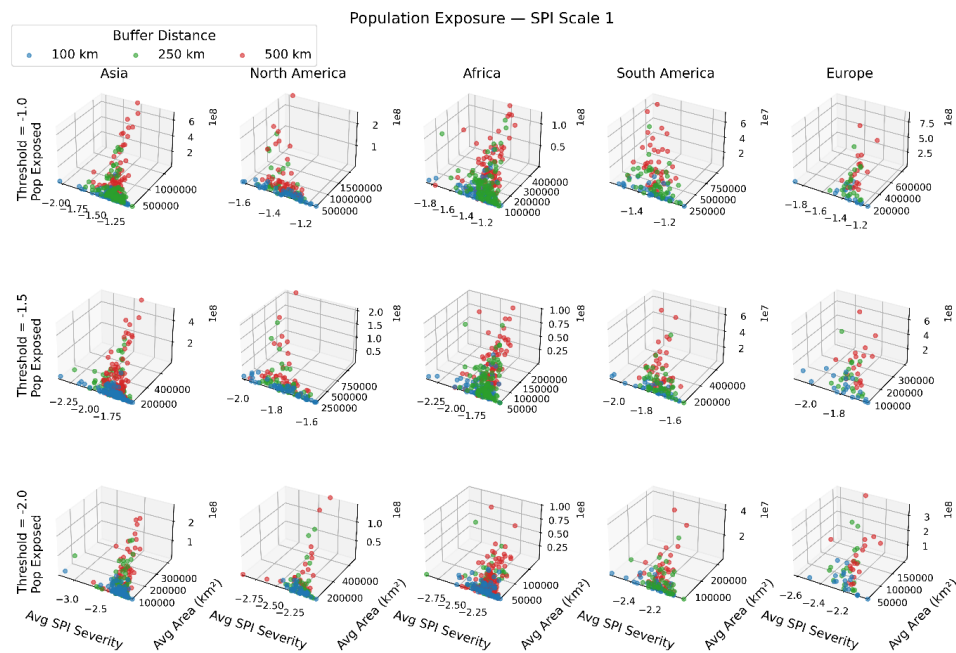 Population Exposure — SPI Scale 1
Buffer Distance
100 km 250 km 500 km
Asia North America Africa South America Europe
Threshold = -1.0
Pop Exposed
1e8 1e8 1e8 1e7 1e8
6 4 2
2 1
1.0 0.5
6 4 2
7.5 5.0 2.5
−2.00 −1.75 −1.50 −1.25
1000000 500000
−1.6 −1.4 −1.2
1500000 1000000 500000
−1.8 −1.6 −1.4 −1.2
400000 300000 200000 100000
−1.4 −1.2
750000 500000 250000
−1.8 −1.6 −1.4 −1.2
600000 400000 200000
Threshold = -1.5
Pop Exposed
1e8 1e8 1e8 1e7 1e8
4 2
2.0 1.5 1.0 0.5
1.00 0.75 0.50 0.25
6 4 2
6 4 2
−2.25 −2.00 −1.75
400000 200000
−2.0 −1.8 −1.6
750000 500000 250000
−2.25 −2.00 −1.75
200000 150000 100000 50000
−2.0 −1.8 −1.6
400000 200000
−2.0 −1.8
300000 200000 100000
Threshold = -2.0
Pop Exposed
1e8 1e8 1e8 1e7 1e8
2 1
1.0 0.5
1.00 0.75 0.50 0.25
4 2
3 2 1
−3.0 −2.5
300000 200000 100000
−2.75 −2.50 −2.25
400000 200000
−2.75 −2.50 −2.25
100000 50000
−2.4 −2.2
200000 100000
−2.6 −2.4 −2.2
150000 100000 50000
Avg SPI Severity Avg Area (km²) Avg SPI Severity Avg Area (km²) Avg SPI Severity Avg Area (km²) Avg SPI Severity Avg Area (km²) Avg SPI Severity Avg Area (km²)